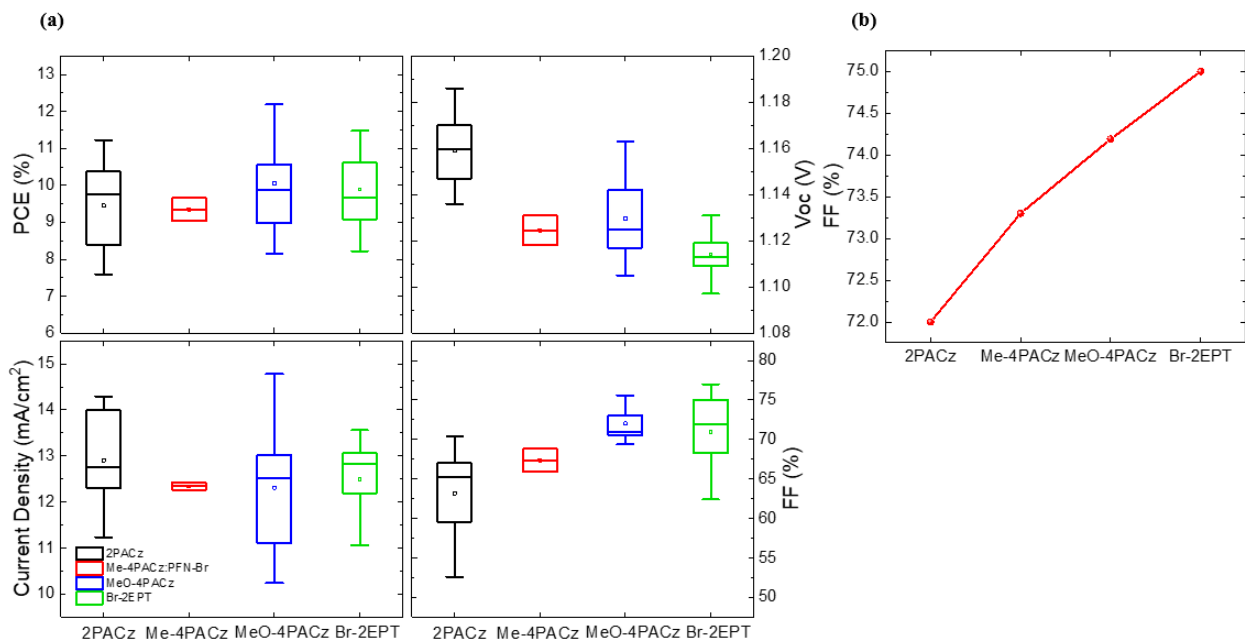 (a)
(b)
13
12
11
10
9
8
7
6
PCE (%)
1.20
1.18
1.16
1.14
1.12
1.10
1.08
Voc (V)
15
14
13
12
11
10
Current Density (mA/cm²)
2PACz
Me-4PACz:PFN-Br
MeO-4PACz
Br-2EPT
80
75
70
65
60
55
50
FF (%)
2PACz Me-4PACz MeO-4PACz Br-2EPT
2PACz Me-4PACz MeO-4PACz Br-2EPT
75.0
74.5
74.0
73.5
73.0
72.5
72.0
FF (%)
2PACz Me-4PACz MeO-4PACz Br-2EPT